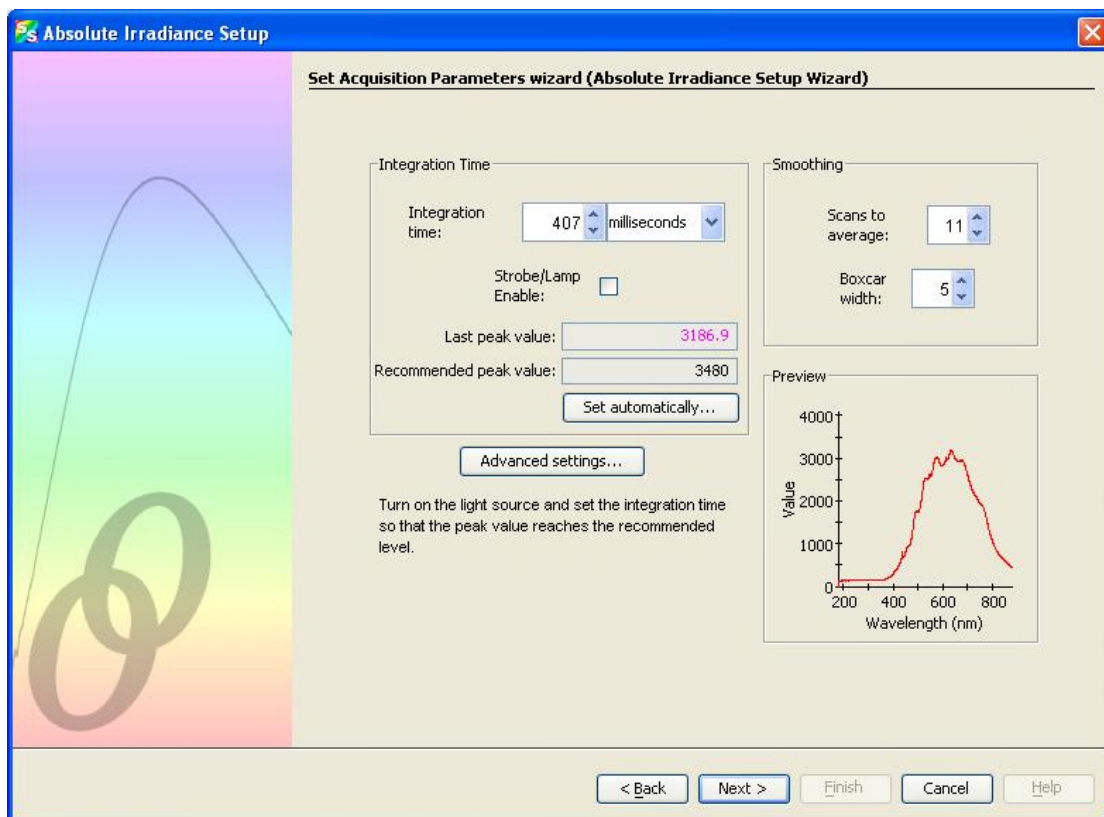 Absolute Irradiance Setup
Set Acquisition Parameters wizard (Absolute Irradiance Setup Wizard)
Integration Time
Integration
time:
407
milliseconds
Strobe/Lamp
Enable:
Last peak value:
3186.9
Recommended peak value:
3480
Set automatically...
Advanced settings...
Turn on the light source and set the integration time
so that the peak value reaches the recommended
level.
Smoothing
Scans to
average:
11
Boxcar
width:
5
Preview
4000
3000
2000
1000
0
Value
200 400 600 800
Wavelength (nm)
< Back
Next >
Finish
Cancel
Help